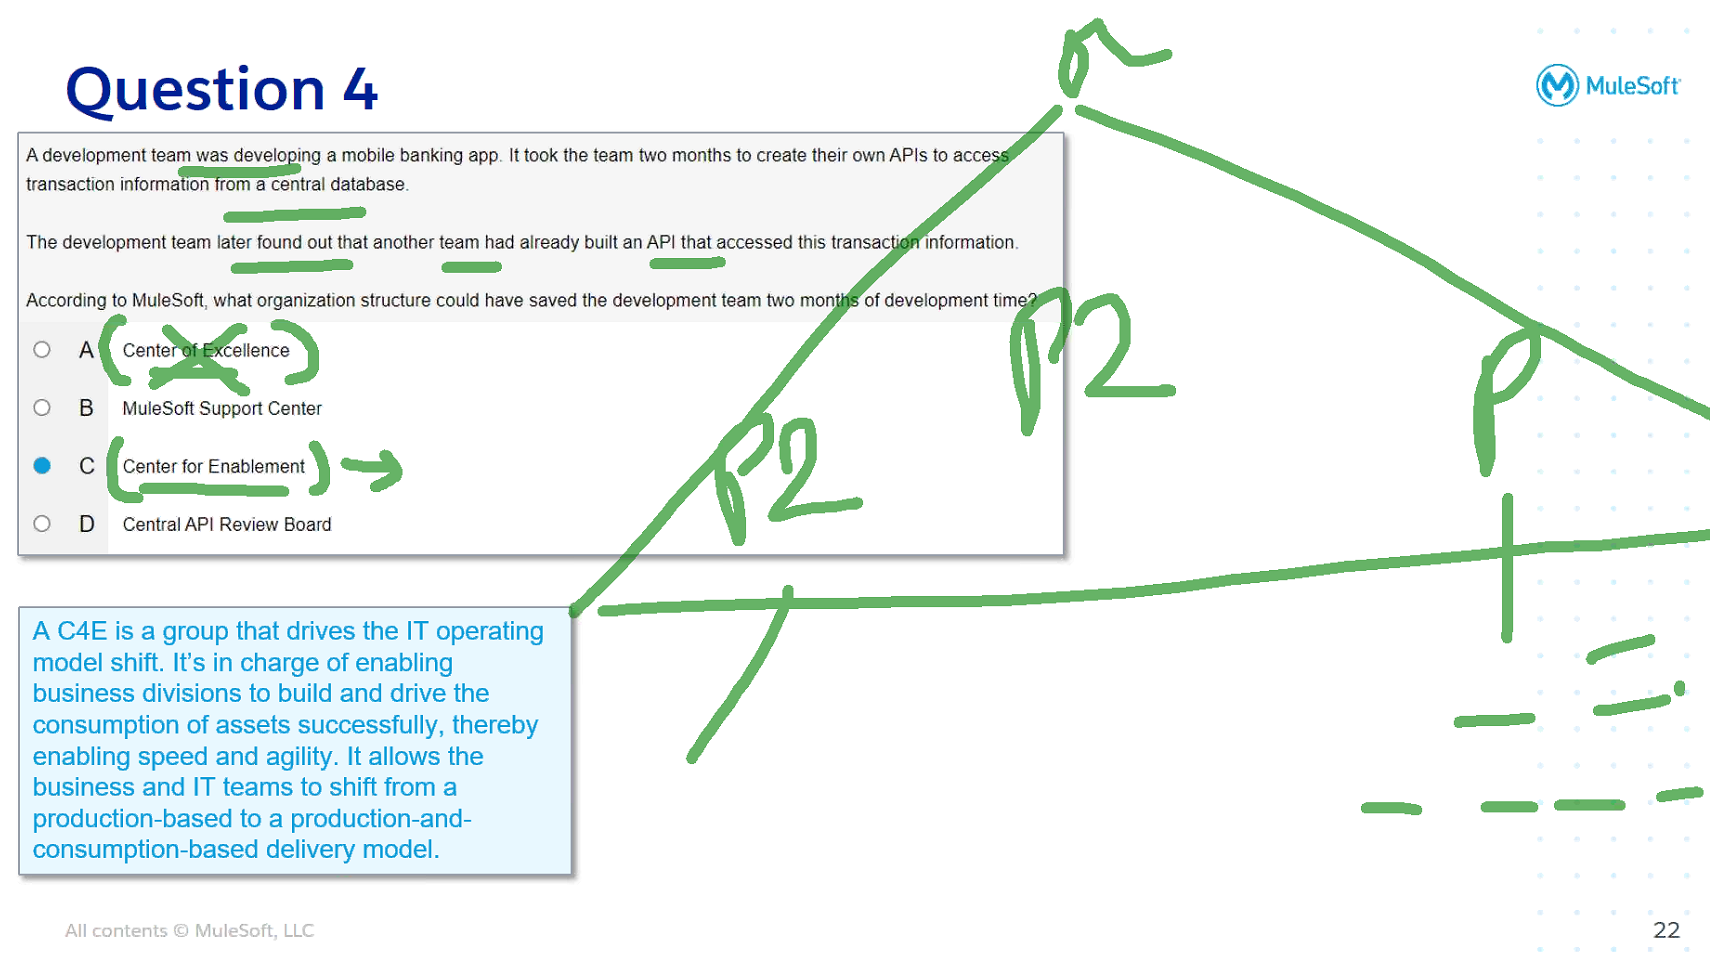 Question 4
MuleSoft
A development team was developing a mobile banking app. It took the team two months to create their own APIs to access
transaction information from a central database.
The development team later found out that another team had already built an API that accessed this transaction information.
According to MuleSoft, what organization structure could have saved the development team two months of development time?
A Center of Excellence
B MuleSoft Support Center
C Center for Enablement
D Central API Review Board
P2
P2
P
A C4E is a group that drives the IT operating
model shift. It’s in charge of enabling
business divisions to build and drive the
consumption of assets successfully, thereby
enabling speed and agility. It allows the
business and IT teams to shift from a
production-based to a production-and-
consumption-based delivery model.
All contents © MuleSoft, LLC
22